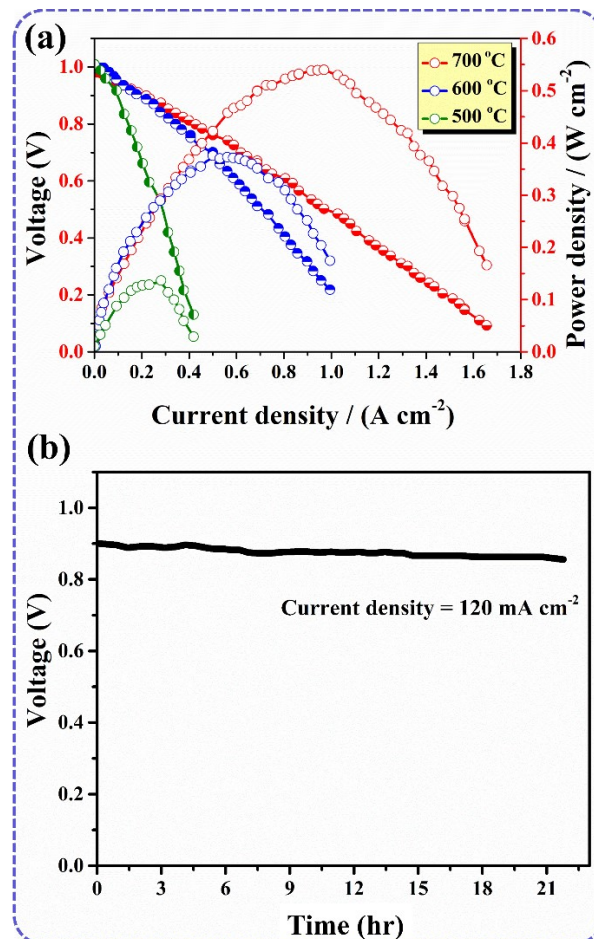 (a)
700 °C
600 °C
500 °C
Voltage (V)
1.0
0.8
0.6
0.4
0.2
0.0
Power density / (W cm-2)
0.6
0.5
0.4
0.3
0.2
0.1
0.0
0.0 0.2 0.4 0.6 0.8 1.0 1.2 1.4 1.6 1.8
Current density / (A cm-2)
(b)
Voltage (V)
1.0
0.8
0.6
0.4
0.2
0.0
Current density = 120 mA cm-2
0 3 6 9 12 15 18 21
Time (hr)